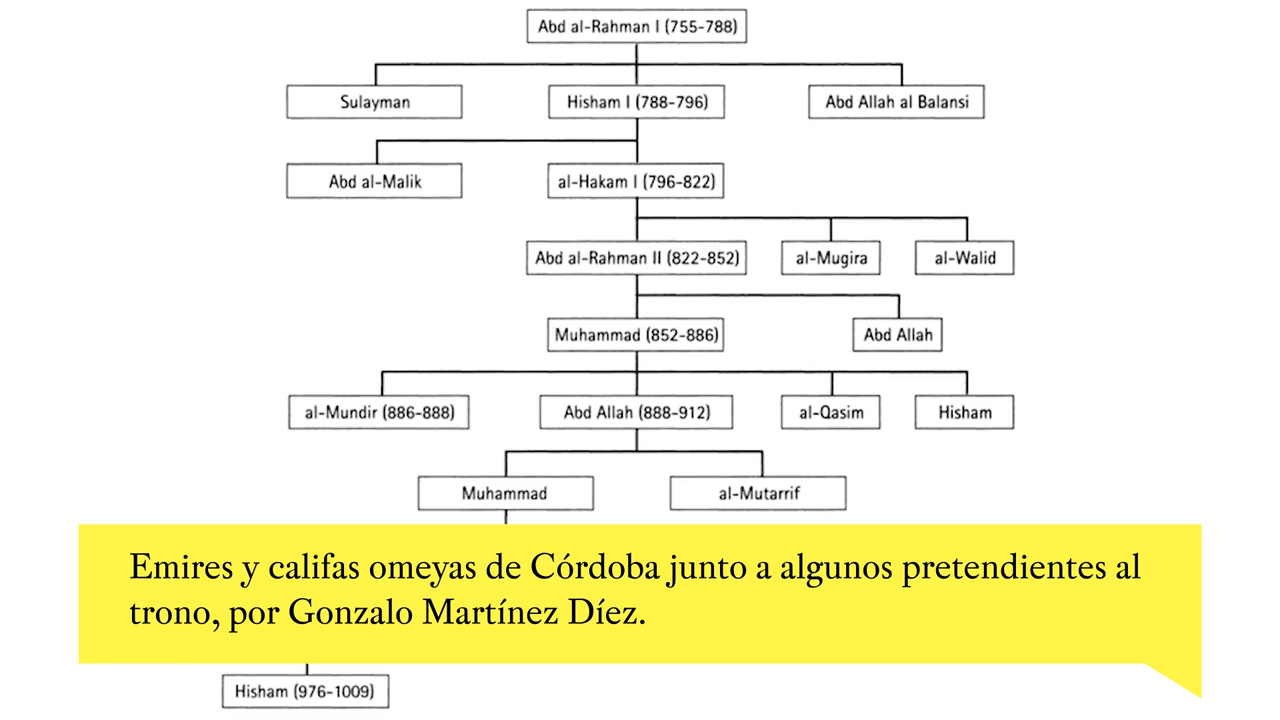 Abd al-Rahman I (755-788)
Sulayman
Hisham I (788-796)
Abd Allah al Balansi
Abd al-Malik
al-Hakam I (796-822)
Abd al-Rahman II (822-852)
al-Mugira
al-Walid
Muhammad (852-886)
Abd Allah
al-Mundir (886-888)
Abd Allah (888-912)
al-Qasim
Hisham
Muhammad
al-Mutarrif
Emires y califas omeyas de Córdoba junto a algunos pretendientes al
trono, por Gonzalo Martínez Díez.
Hisham (976-1009)